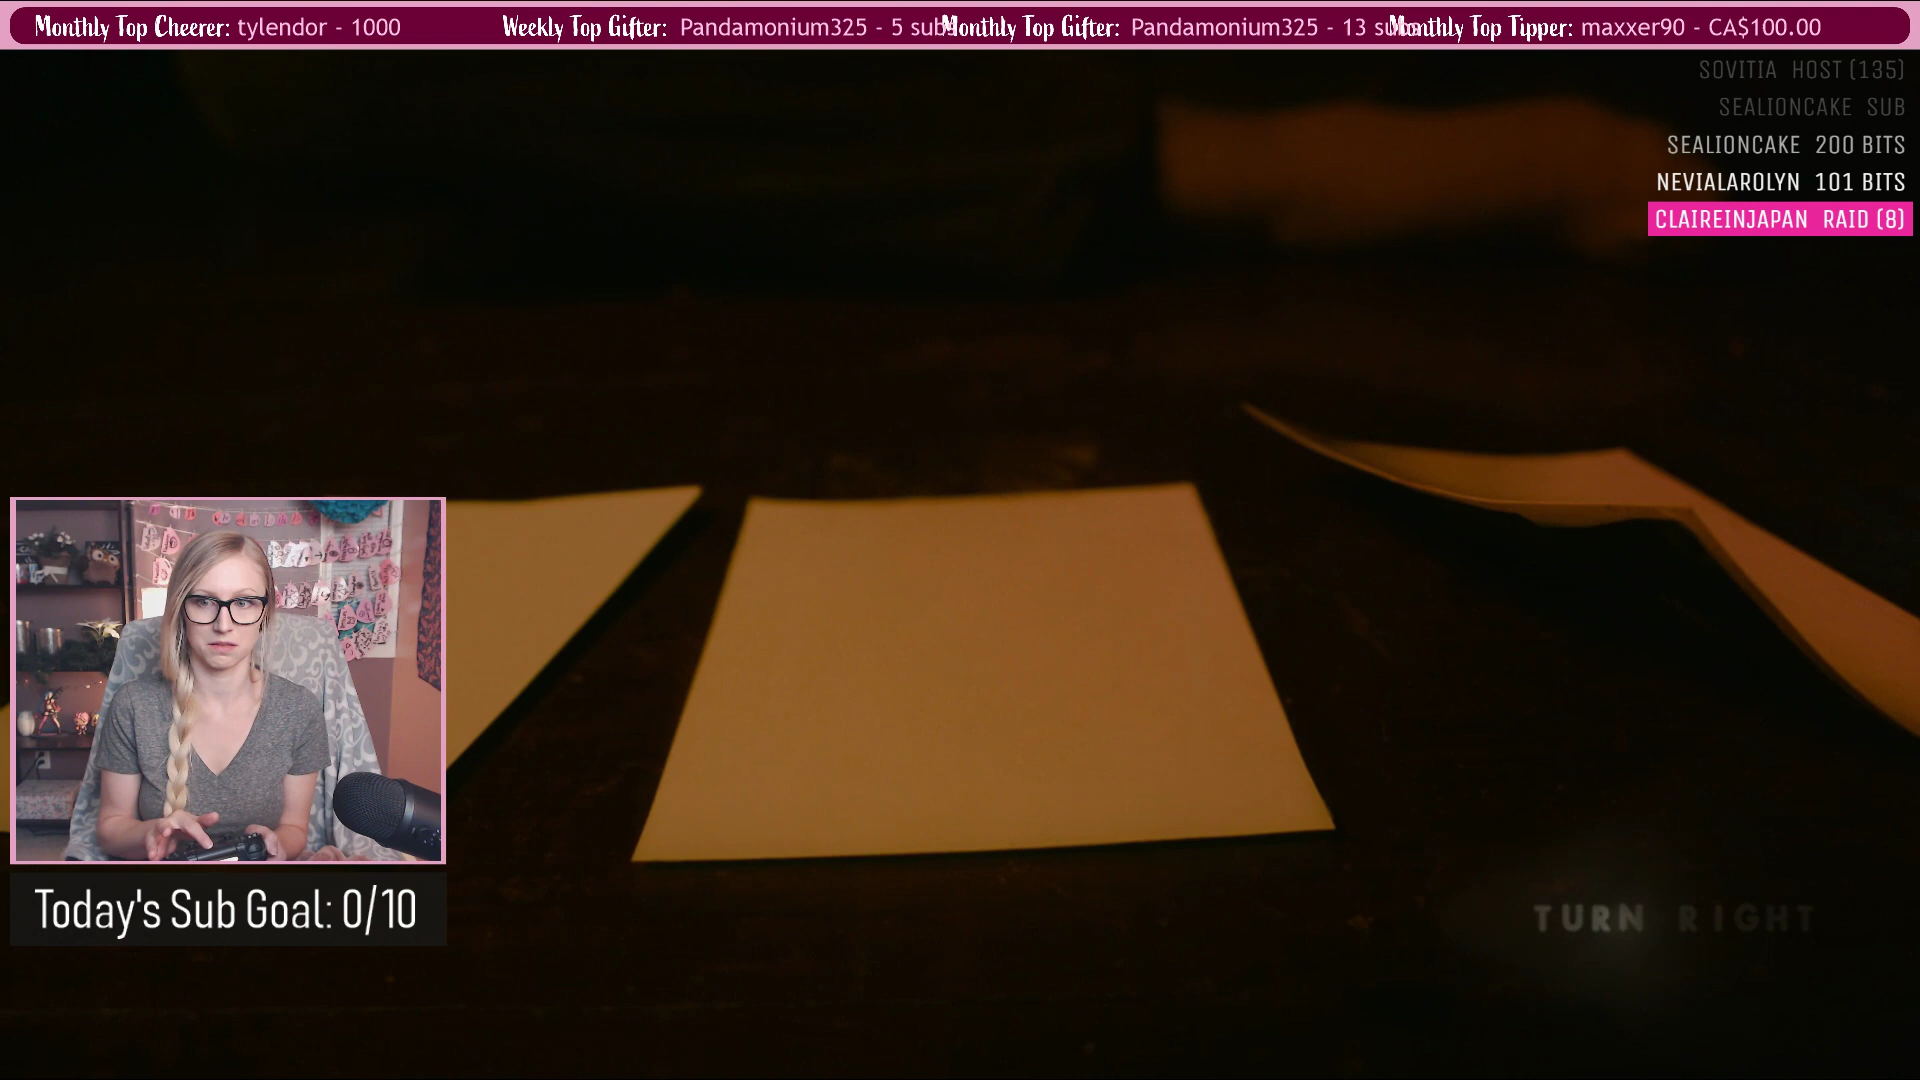 Monthly Top Cheerer: tylendor - 1000 Weekly Top Gifter: Pandamonium325 - 5 subs Monthly Top Gifter: Pandamonium325 - 13 subs Monthly Top Tipper: maxxer90 - CA$100.00
SOVITIA HOST (135)
SEALIONCAKE SUB
SEALIONCAKE 200 BITS
NEVIALAROLYN 101 BITS
CLAIREINJAPAN RAID (8)
Today's Sub Goal: 0/10
TURN RIGHT